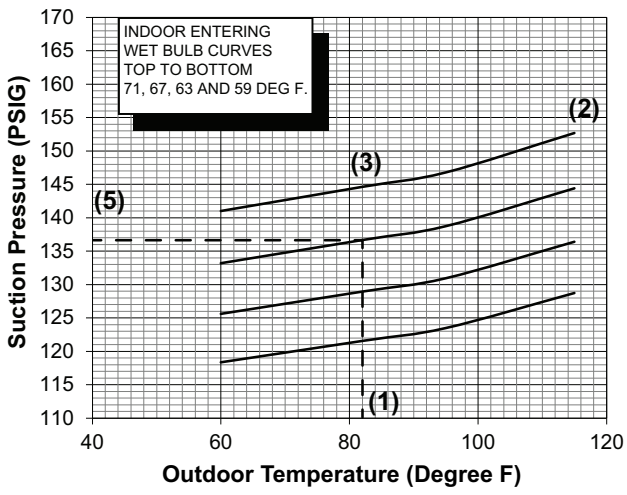 INDOOR ENTERING
WET BULB CURVES
TOP TO BOTTOM
71, 67, 63 AND 59 DEG F.
Suction Pressure (PSIG)
170
165
160
155
150
145
140
135
130
125
120
115
110
(2)
(3)
(5)
(1)
40 60 80 100 120
Outdoor Temperature (Degree F)